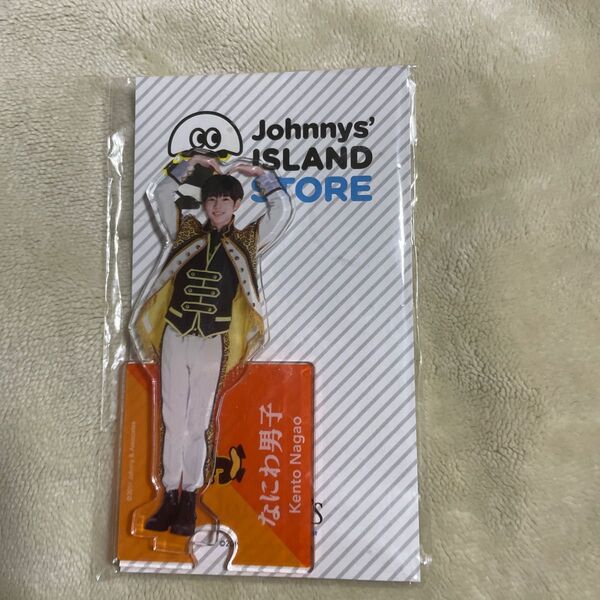 Johnnys'
ISLAND
STORE
なにわ男子
Kento Nagao